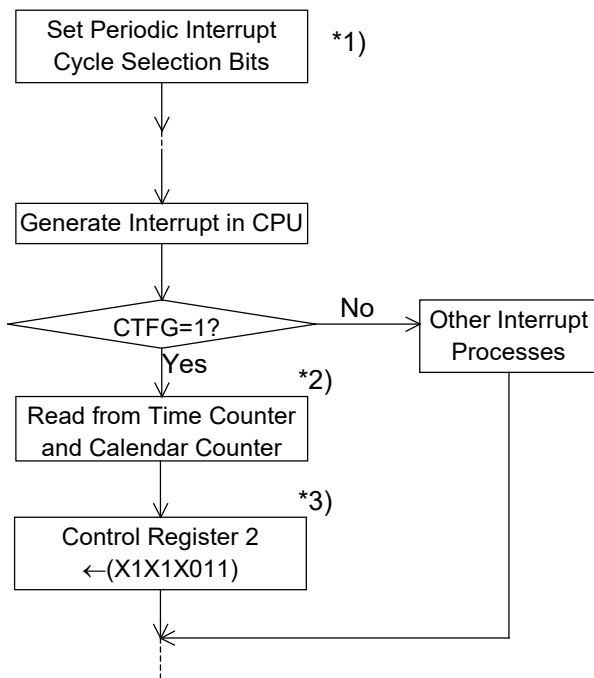 Set Periodic Interrupt
Cycle Selection Bits
*1)
Generate Interrupt in CPU
CTFG=1?
No
Other Interrupt
Processes
Yes
*2)
Read from Time Counter
and Calendar Counter
*3)
Control Register 2
←(X1X1X011)